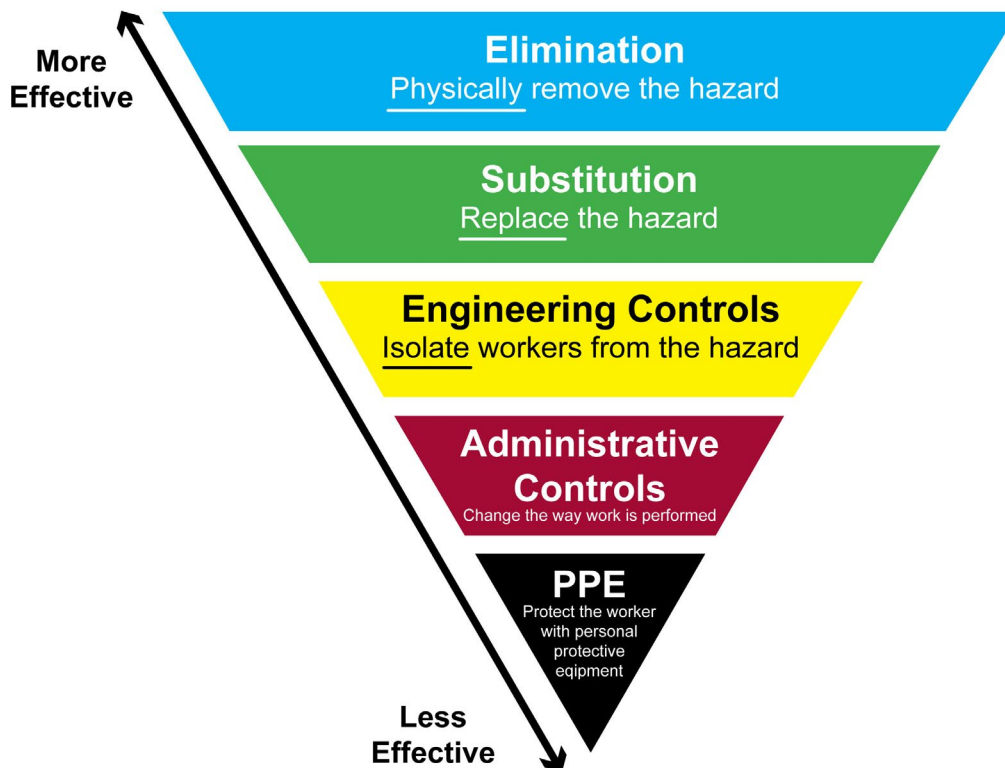 More
Effective
Elimination
Physically remove the hazard
Substitution
Replace the hazard
Engineering Controls
Isolate workers from the hazard
Administrative
Controls
Change the way work is performed
PPE
Protect the worker
with personal
protective
eqipment
Less
Effective